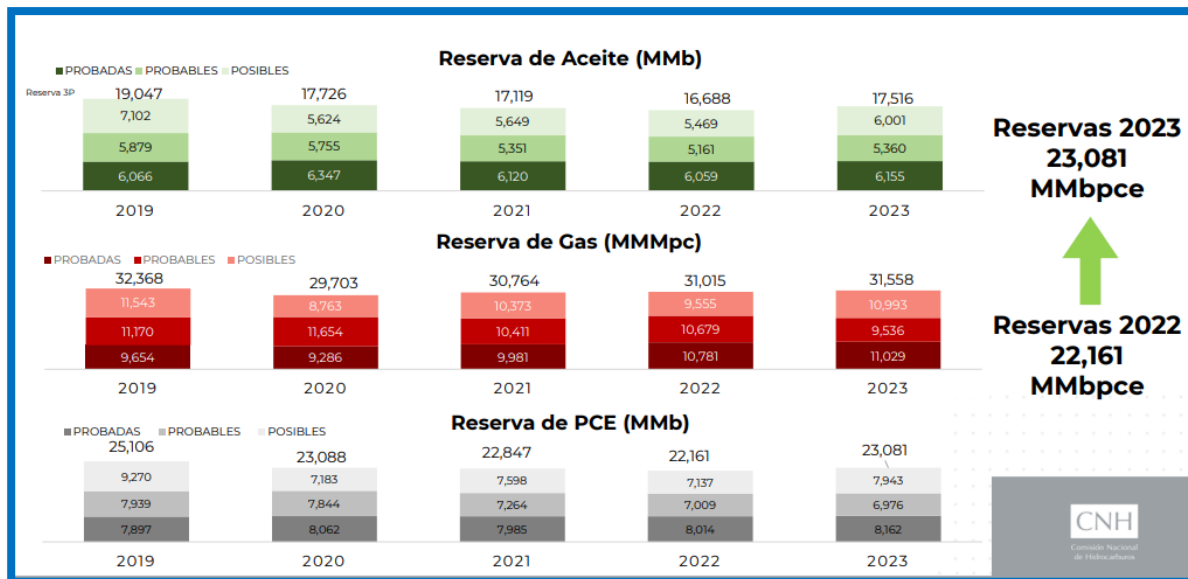 Reserva de Aceite (MMb)
PROBADAS PROBABLES POSIBLES
Reserva 3P
19,047 17,726 17,119 16,688 17,516
7,102 5,624 5,649 5,469 6,001
5,879 5,755 5,351 5,161 5,360
6,066 6,347 6,120 6,059 6,155
2019 2020 2021 2022 2023
Reserva de Gas (MMMpc)
PROBADAS PROBABLES POSIBLES
32,368 29,703 30,764 31,015 31,558
11,543 8,763 10,373 9,555 10,993
11,170 11,654 10,411 10,679 9,536
9,654 9,286 9,981 10,781 11,029
2019 2020 2021 2022 2023
Reserva de PCE (MMb)
PROBADAS PROBABLES POSIBLES
25,106 23,088 22,847 22,161 23,081
9,270 7,183 7,598 7,137 7,943
7,939 7,844 7,264 7,009 6,976
7,897 8,062 7,985 8,014 8,162
2019 2020 2021 2022 2023
Reservas 2023
23,081
MMbpce
Reservas 2022
22,161
MMbpce
CNH
Comisión Nacional
de Hidrocarburos